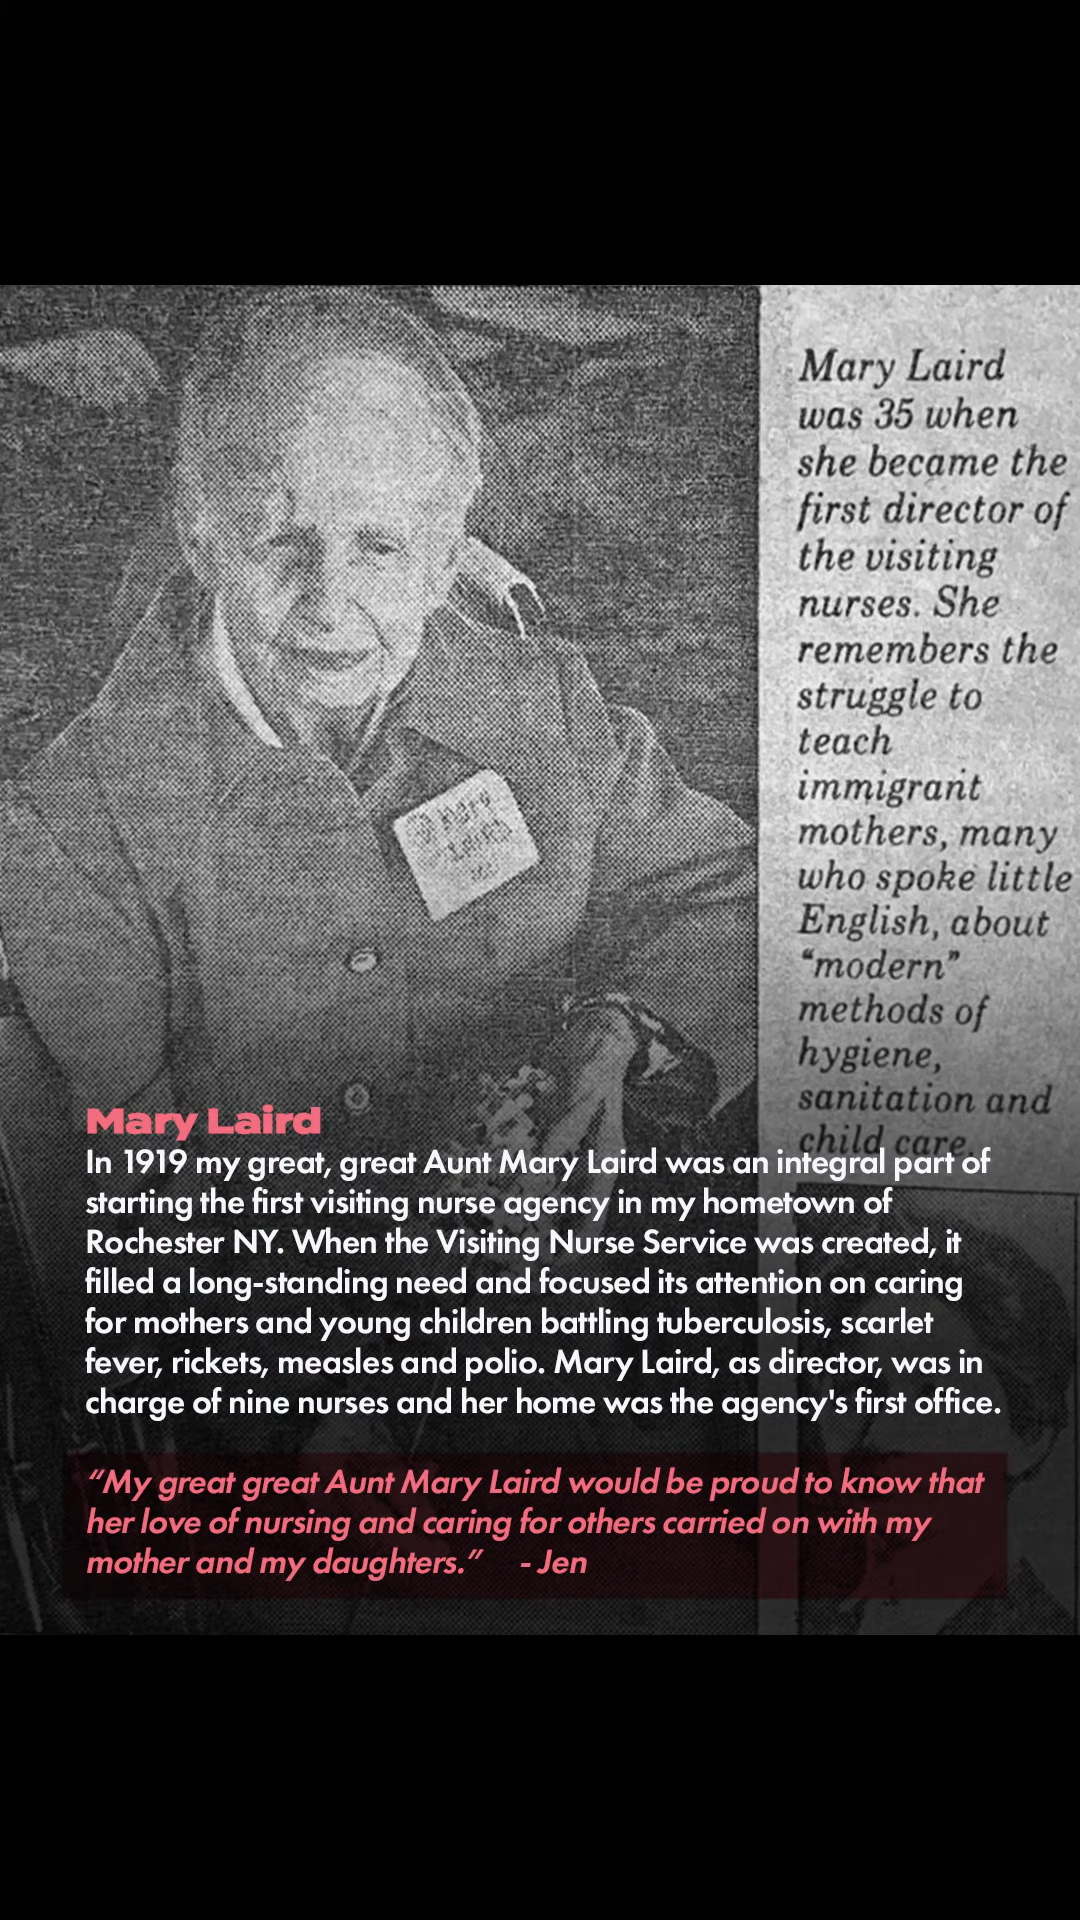 Mary Laird
was 35 when
she became the
first director of
the visiting
nurses. She
remembers the
struggle to
teach
immigrant
mothers, many
who spoke little
English, about
“modern”
methods of
hygiene,
sanitation and
child care.
MARY
LAIRD
Mary Laird
In 1919 my great, great Aunt Mary Laird was an integral part of
starting the first visiting nurse agency in my hometown of
Rochester NY. When the Visiting Nurse Service was created, it
filled a long-standing need and focused its attention on caring
for mothers and young children battling tuberculosis, scarlet
fever, rickets, measles and polio. Mary Laird, as director, was in
charge of nine nurses and her home was the agency's first office.
“My great great Aunt Mary Laird would be proud to know that
her love of nursing and caring for others carried on with my
mother and my daughters.” - Jen